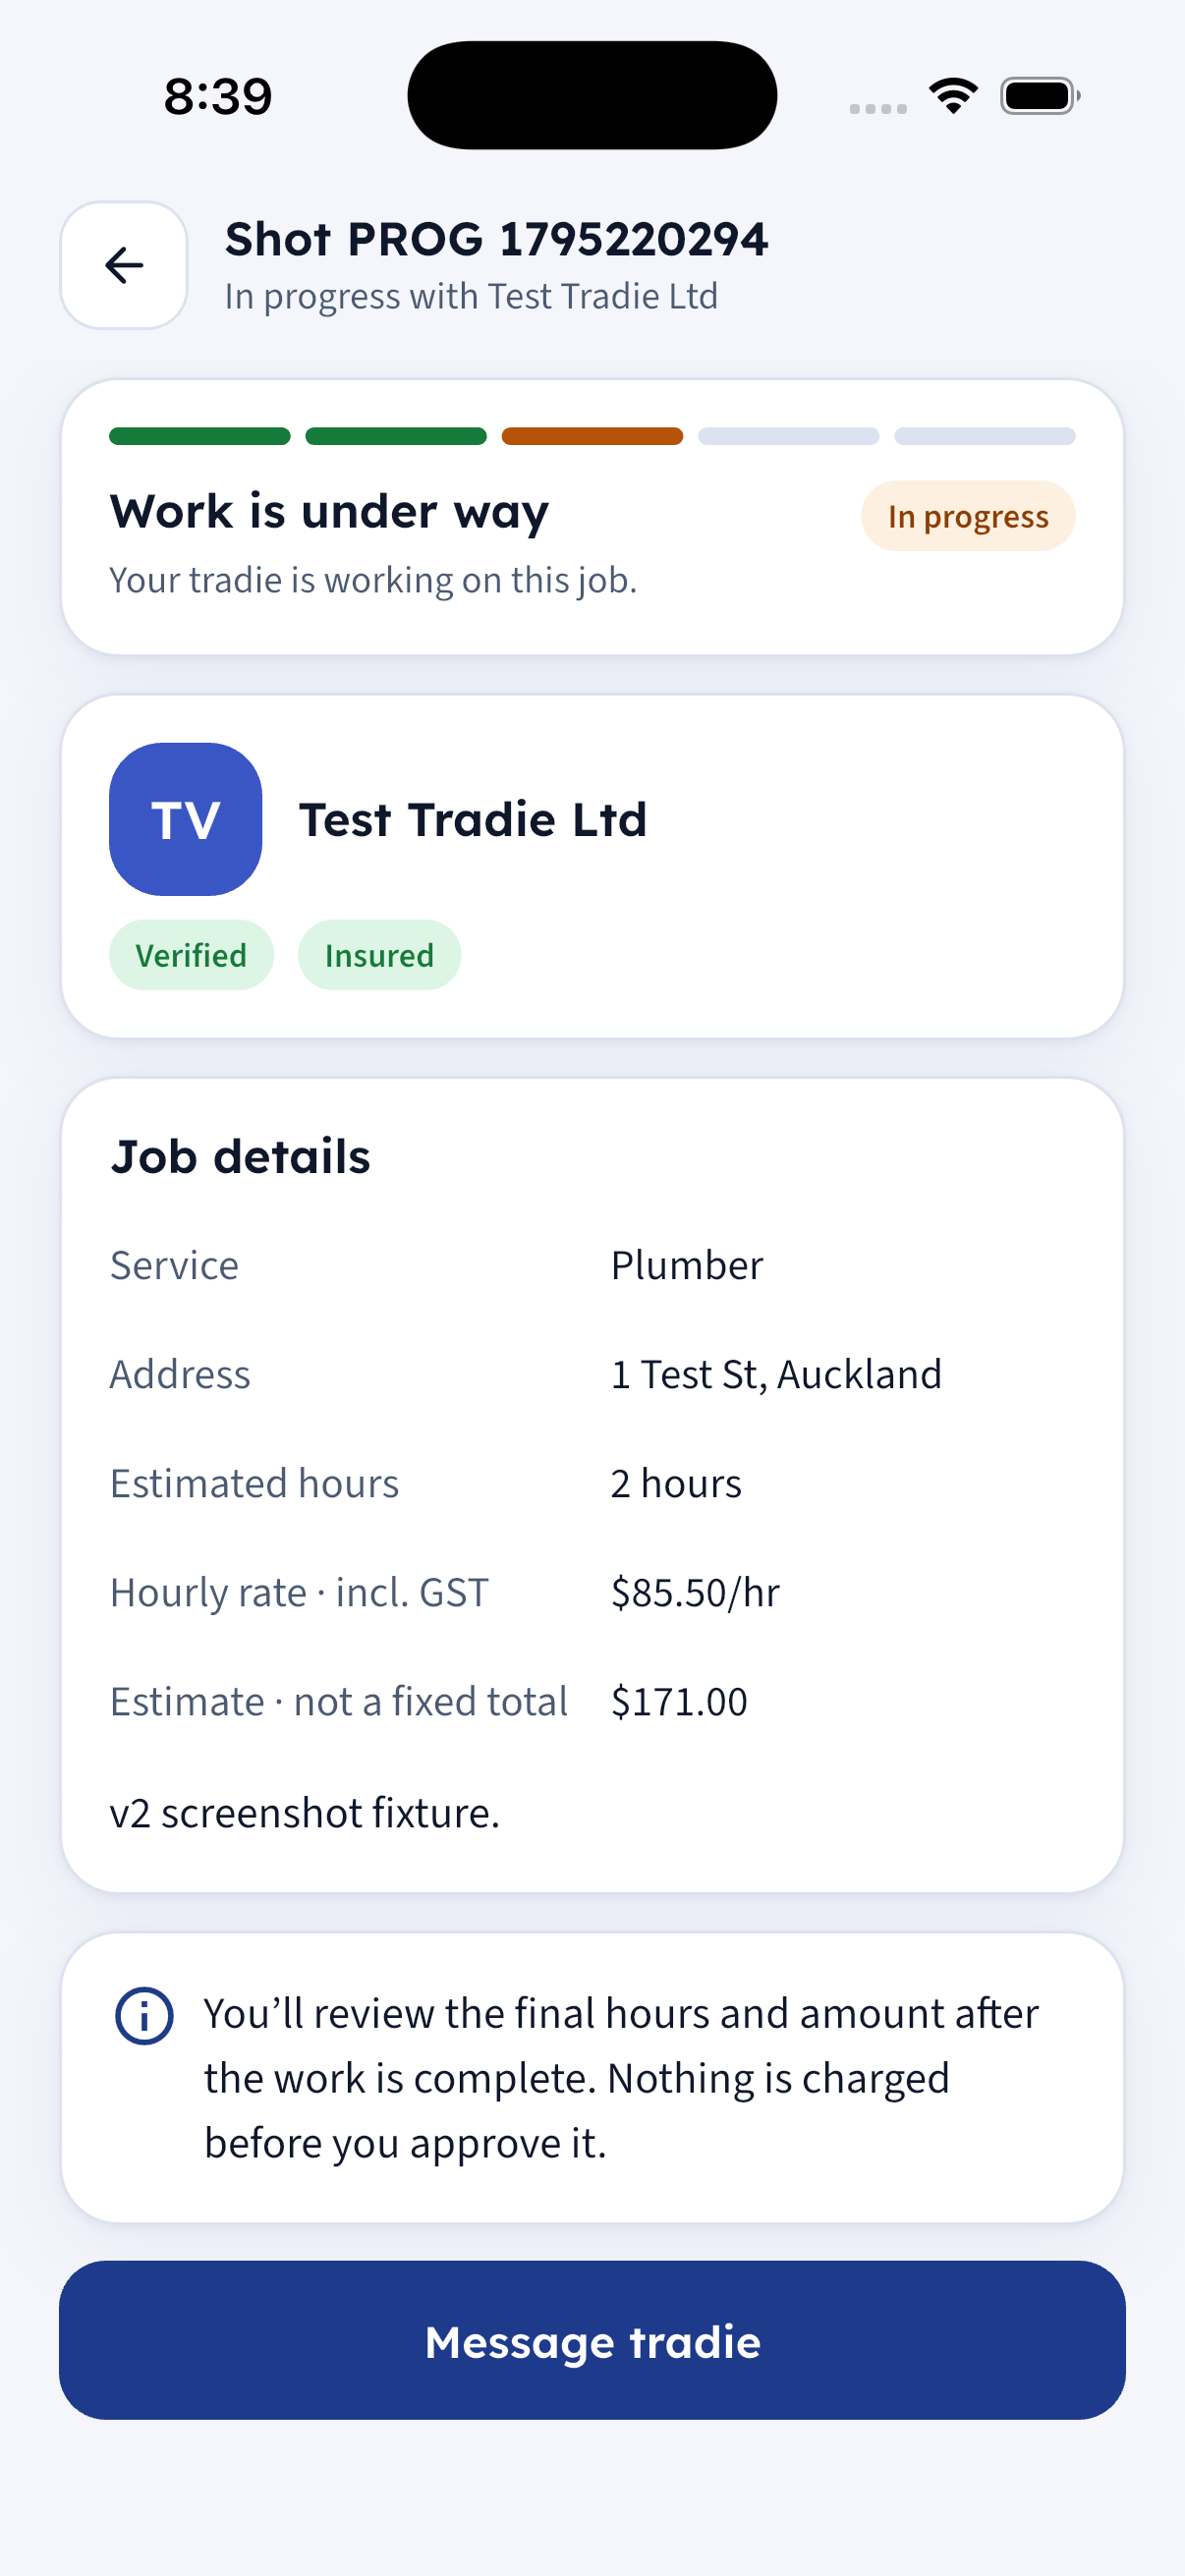 8:39
Shot PROG 1795220294
In progress with Test Tradie Ltd
Work is under way
In progress
Your tradie is working on this job.
TV
Test Tradie Ltd
Verified
Insured
Job details
Service
Plumber
Address
1 Test St, Auckland
Estimated hours
2 hours
Hourly rate · incl. GST
$85.50/hr
Estimate · not a fixed total
$171.00
v2 screenshot fixture.
You’ll review the final hours and amount after
the work is complete. Nothing is charged
before you approve it.
Message tradie